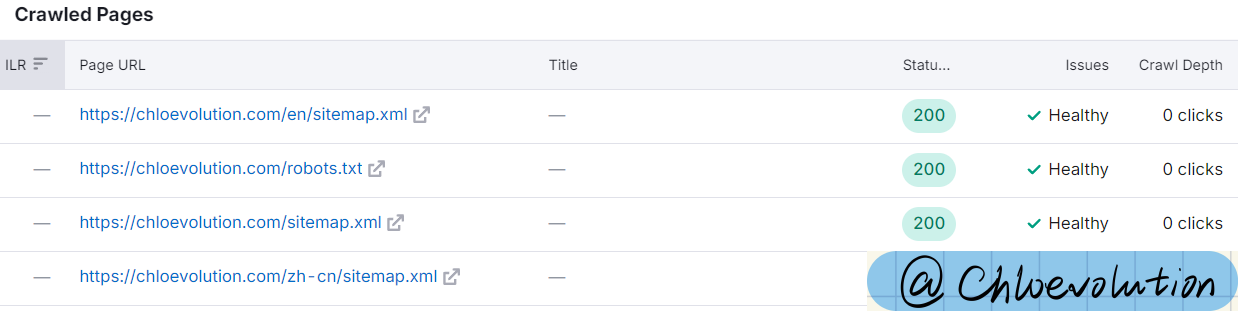 Crawled Pages
ILR Page URL Title Statu... Issues Crawl Depth
— https://chloevolution.com/en/sitemap.xml — 200 Healthy 0 clicks
— https://chloevolution.com/robots.txt — 200 Healthy 0 clicks
— https://chloevolution.com/sitemap.xml — 200 Healthy 0 clicks
— https://chloevolution.com/zh-cn/sitemap.xml —
@Chloevolution